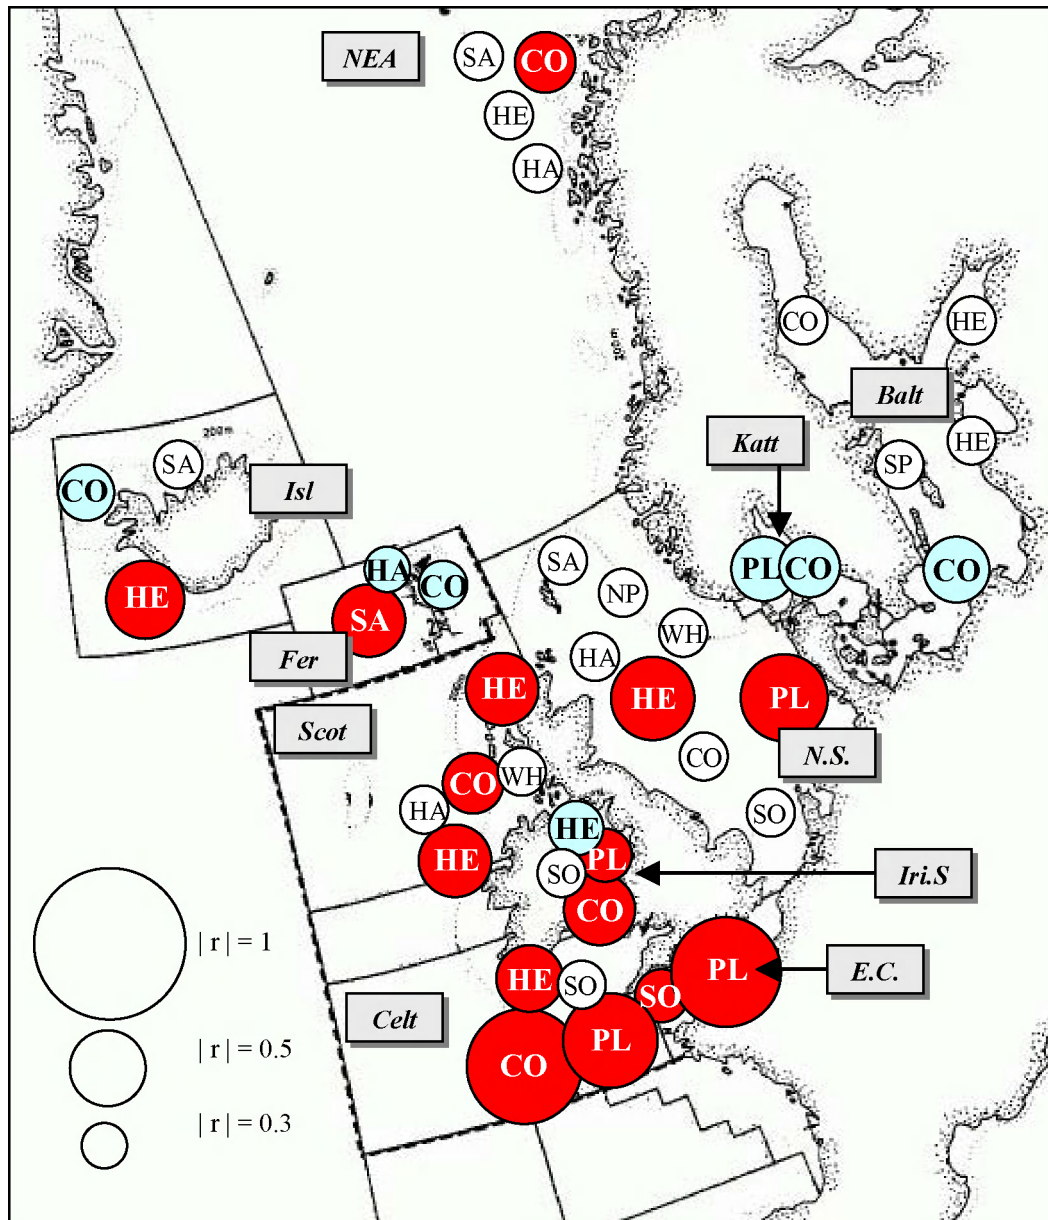 NEA
SA
CO
HE
HA
CO
HE
Balt
Katt
HE
SP
200 m
SA
CO
Isl
200 m
SA
HA
CO
PL
CO
CO
NP
HE
SA
WH
Fer
HA
HE
HE
PL
Scot
N.S.
CO
CO
WH
HA
SO
HE
HE
PL
SO
Iri.S
CO
| r | = 1
HE
SO
PL
E.C.
SO
Celt
PL
| r | = 0.5
CO
| r | = 0.3